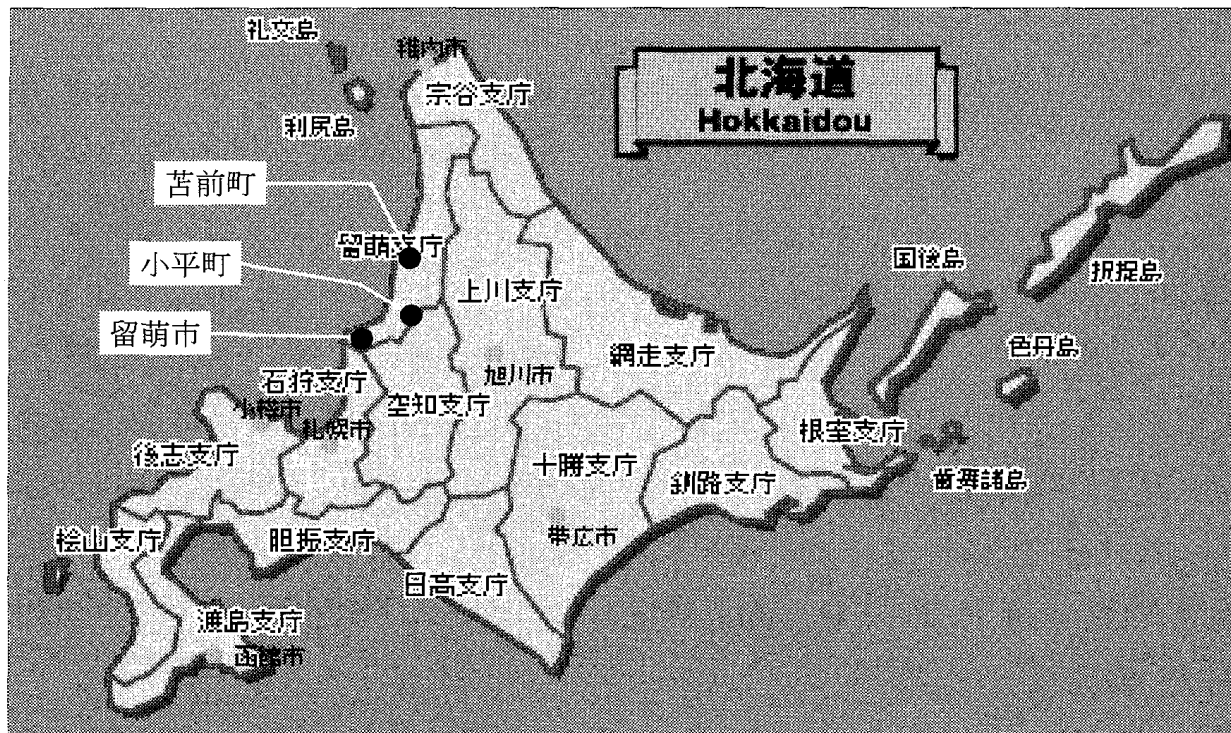 礼文島
稚内市
北海道
Hokkaidou
宗谷支庁
利尻島
苫前町
留萌支庁
小平町
国後島
択捉島
上川支庁
留萌市
色丹島
網走支庁
旭川市
石狩支庁
小樽市
空知支庁
札幌市
根室支庁
後志支庁
十勝支庁
釧路支庁
歯舞諸島
帯広市
桧山支庁
胆振支庁
日高支庁
渡島支庁
函館市